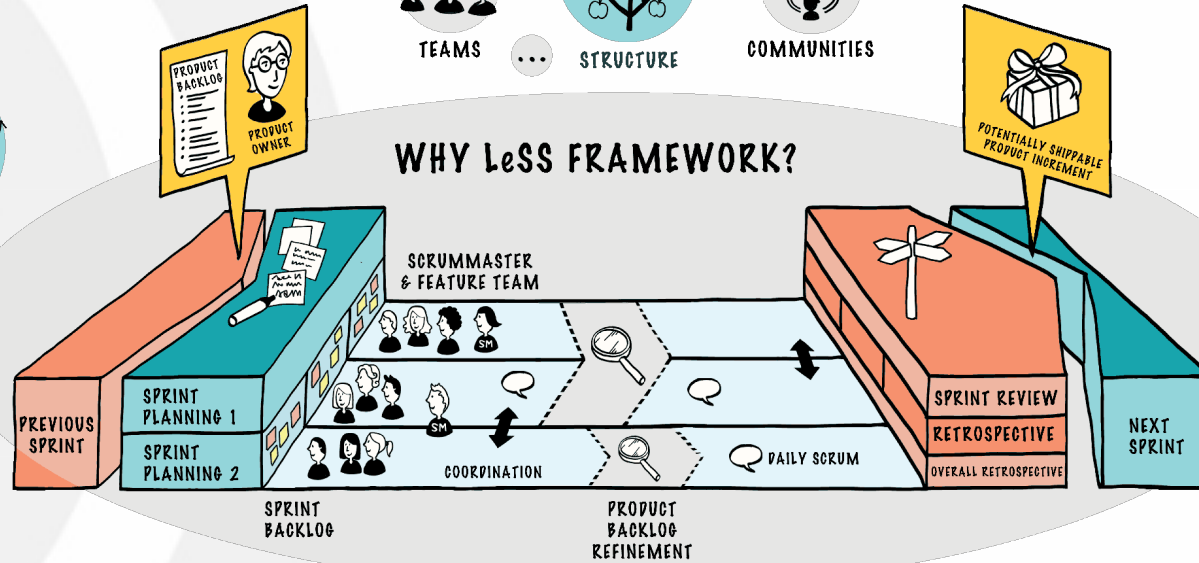 TEAMS
...
STRUCTURE
COMMUNITIES
PRODUCT
BACKLOG
PRODUCT
OWNER
WHY LeSS FRAMEWORK?
POTENTIALLY SHIPPABLE
PRODUCT INCREMENT
SCRUMMASTER
& FEATURE TEAM
SM
SM
PREVIOUS
SPRINT
SPRINT
PLANNING 1
SPRINT
PLANNING 2
COORDINATION
DAILY SCRUM
SPRINT REVIEW
RETROSPECTIVE
OVERALL RETROSPECTIVE
NEXT
SPRINT
SPRINT
BACKLOG
PRODUCT
BACKLOG
REFINEMENT